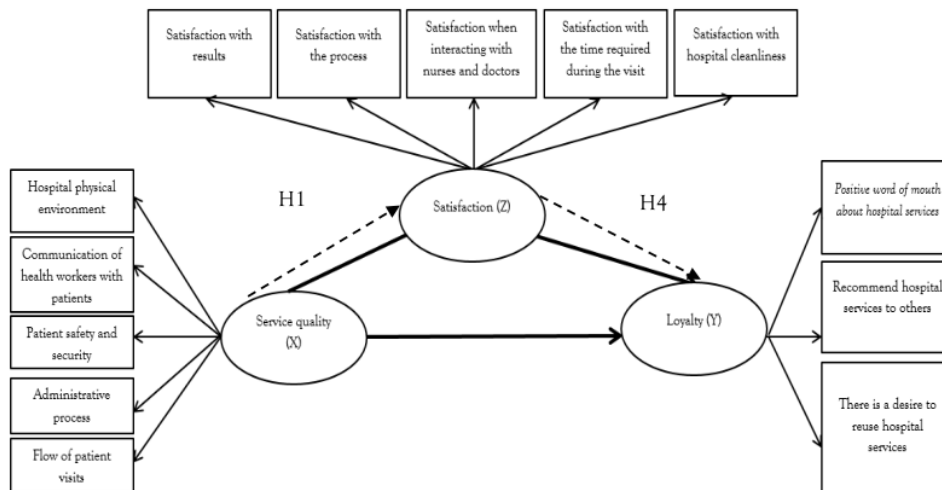 Satisfaction with
results
Satisfaction with
the process
Satisfaction when
interacting with
nurses and doctors
Satisfaction with
the time required
during the visit
Satisfaction with
hospital cleanliness
Hospital physical
environment
Communication of
health workers with
patients
Patient safety and
security
Administrative
process
Flow of patient
visits
H1
Satisfaction (Z)
H4
Service quality
(X)
Loyalty (Y)
Positive word of mouth
about hospital services
Recommend hospital
services to others
There is a desire to
reuse hospital
services